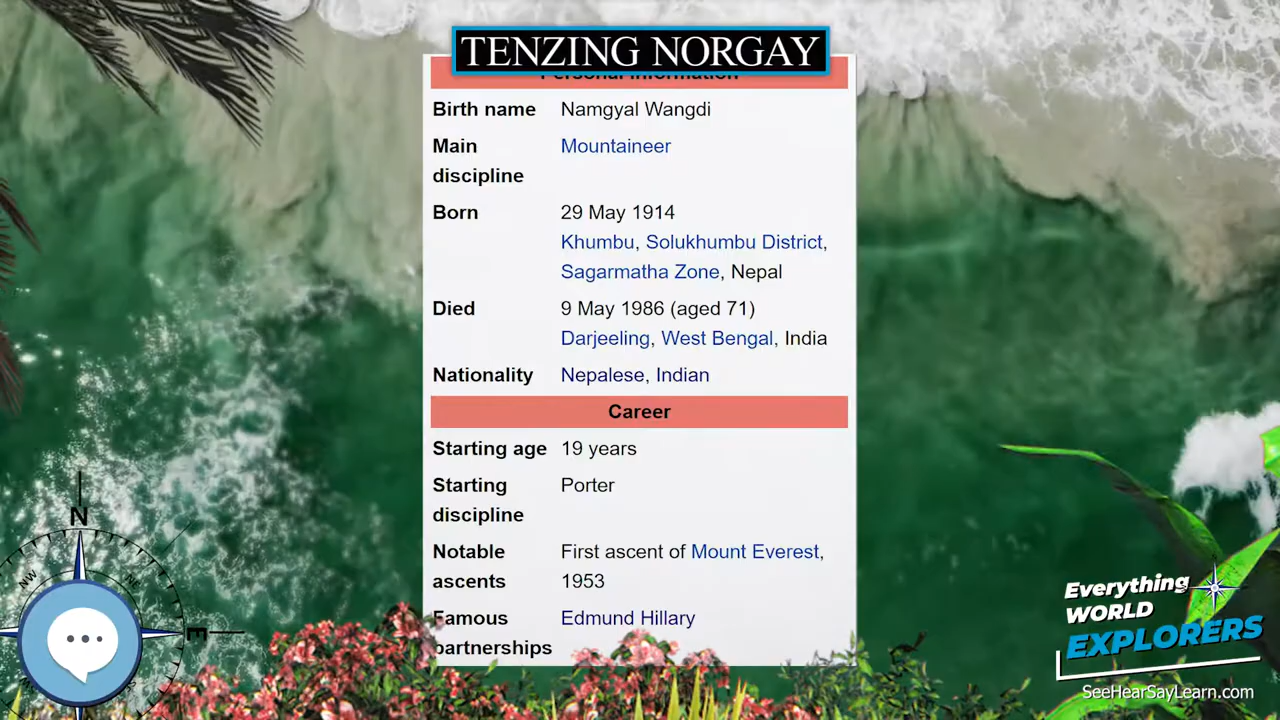 TENZING NORGAY
Personal information
Birth name Namgyal Wangdi
Main Mountaineer
discipline
Born 29 May 1914
Khumbu, Solukhumbu District,
Sagarmatha Zone, Nepal
Died 9 May 1986 (aged 71)
Darjeeling, West Bengal, India
Nationality Nepalese, Indian
Career
Starting age 19 years
Starting Porter
discipline
Notable First ascent of Mount Everest,
ascents 1953
Famous Edmund Hillary
partnerships
N
NW
E
Everything
WORLD
EXPLORERS
SeeHearSayLearn.com